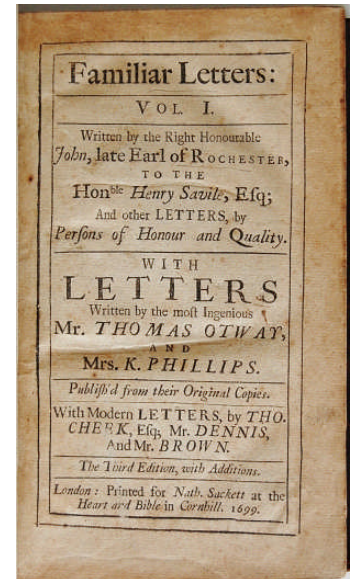 Familiar Letters:
VOL. I.
Written by the Right Honourable
John, late Earl of ROCHESTER,
TO THE
Honble Henry Savile, Eſq;
And other LETTERS, by
Perſons of Honour and Quality.
WITH
LETTERS
Written by the moſt Ingenious
Mr. THOMAS OTWAY,
AND
Mrs. K. PHILLIPS.
Publiſh'd from their Original Copies.
With Modern LETTERS, by THO.
CHEEK, Eſq; Mr. DENNIS,
And Mr. BROWN.
The Third Edition, with Additions.
London: Printed for Nath. Sackett at the
Heart and Bible in Cornhill. 1699.